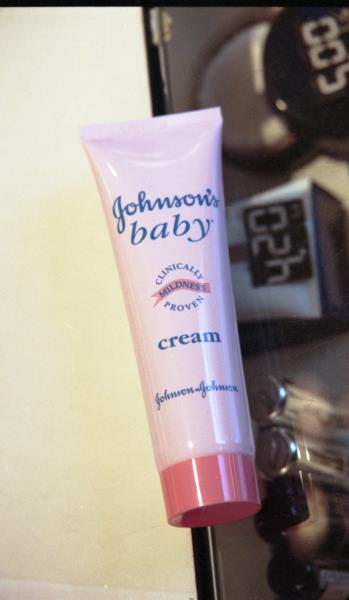 Johnson's
baby
CLINICALLY
MILDNESS
PROVEN
cream
Johnson & Johnson